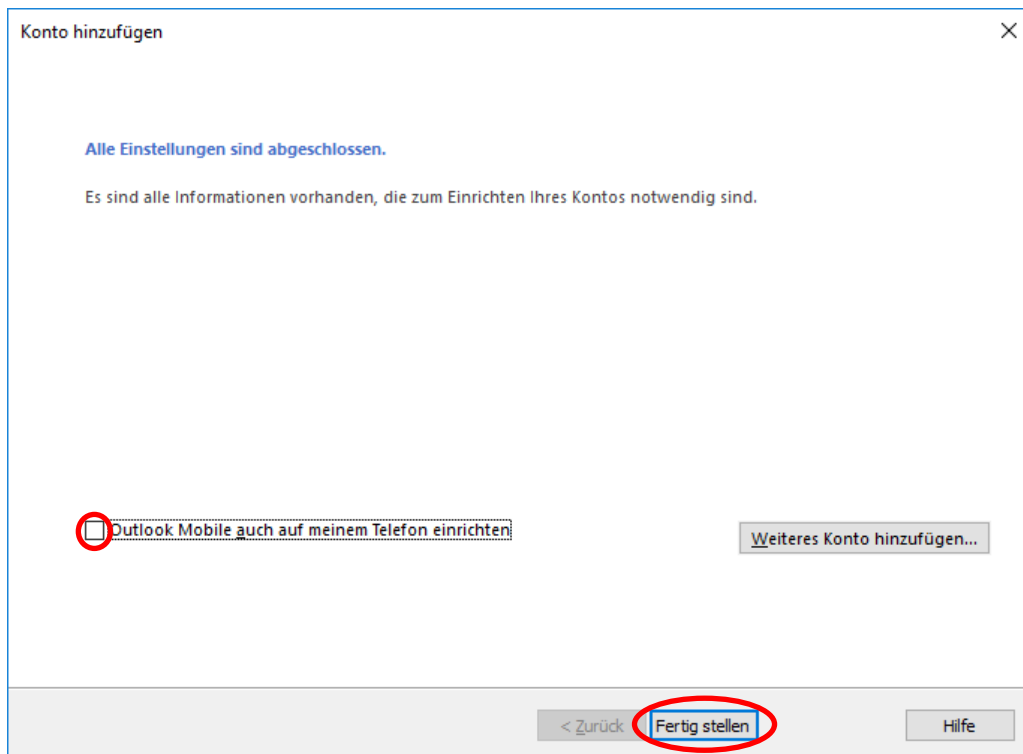 Konto hinzufügen
Alle Einstellungen sind abgeschlossen.
Es sind alle Informationen vorhanden, die zum Einrichten Ihres Kontos notwendig sind.
Outlook Mobile auch auf meinem Telefon einrichten
Weiteres Konto hinzufügen...
< Zurück
Fertig stellen
Hilfe